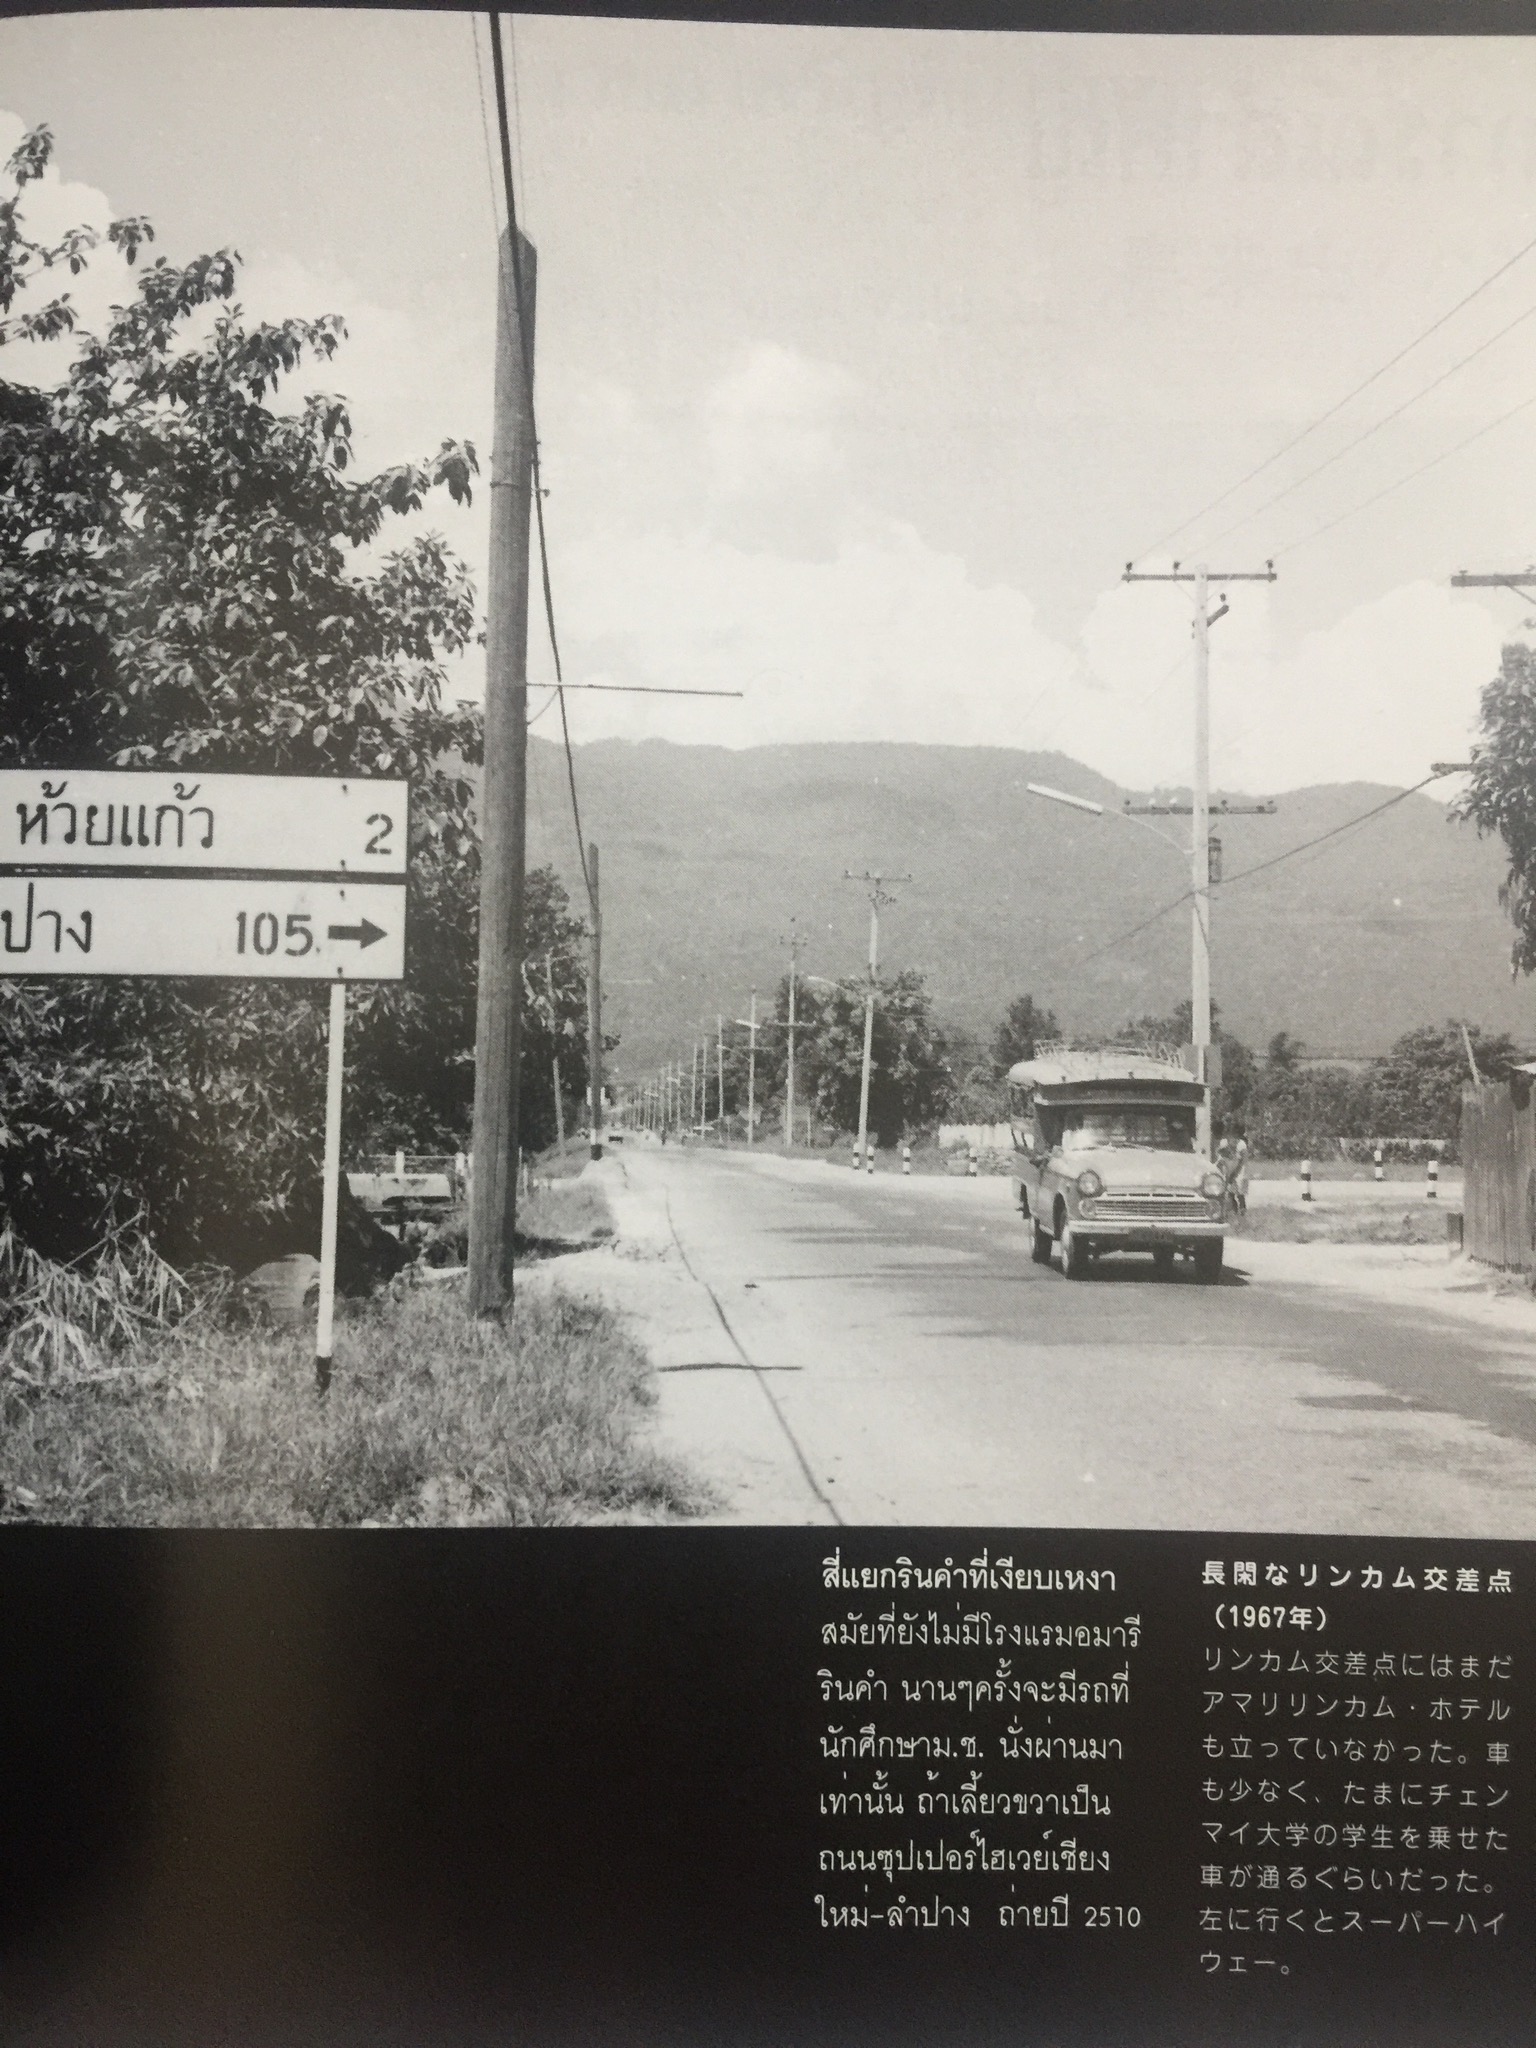 ห้วยแก้ว 2
ปาง 105 →
สี่แยกรินคำที่เงียบเหงา
สมัยที่ยังไม่มีโรงแรมอมารี
รินคำ นานๆครั้งจะมีรถที่
นักศึกษาม.ช. นั่งผ่านมา
เท่านั้น ถ้าเลี้ยวขวาเป็น
ถนนซุปเปอร์ไฮเวย์เชียง
ใหม่-ลำปาง ถ่ายปี 2510
長閑なリンカム交差点
（1967年）
リンカム交差点にはまだ
アマリリンカム・ホテル
も立っていなかった。車
も少なく、たまにチェン
マイ大学の学生を乗せた
車が通るぐらいだった。
左に行くとスーパーハイ
ウェー。